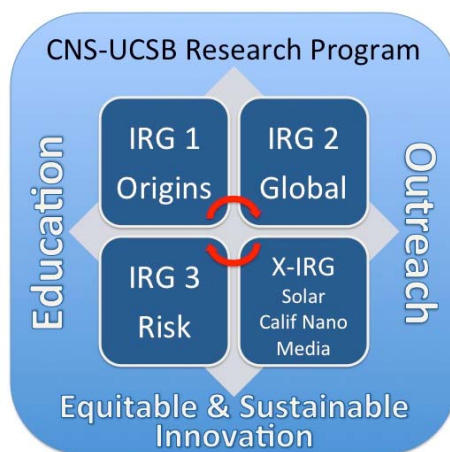 CNS-UCSB Research Program
Education
IRG 1
Origins
IRG 2
Global
Outreach
IRG 3
Risk
X-IRG
Solar
Calif Nano
Media
Equitable & Sustainable
Innovation